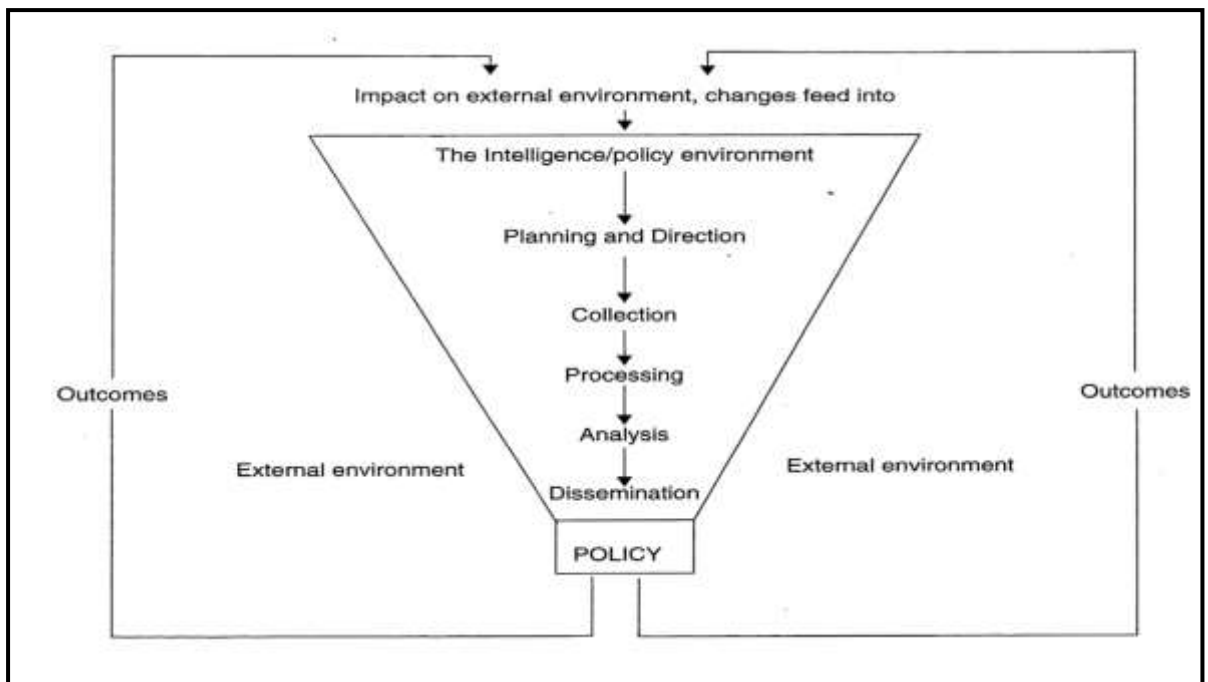 Impact on external environment, changes feed into
The Intelligence/policy environment
Planning and Direction
Collection
Processing
Outcomes
Outcomes
Analysis
External environment
External environment
Dissemination
POLICY